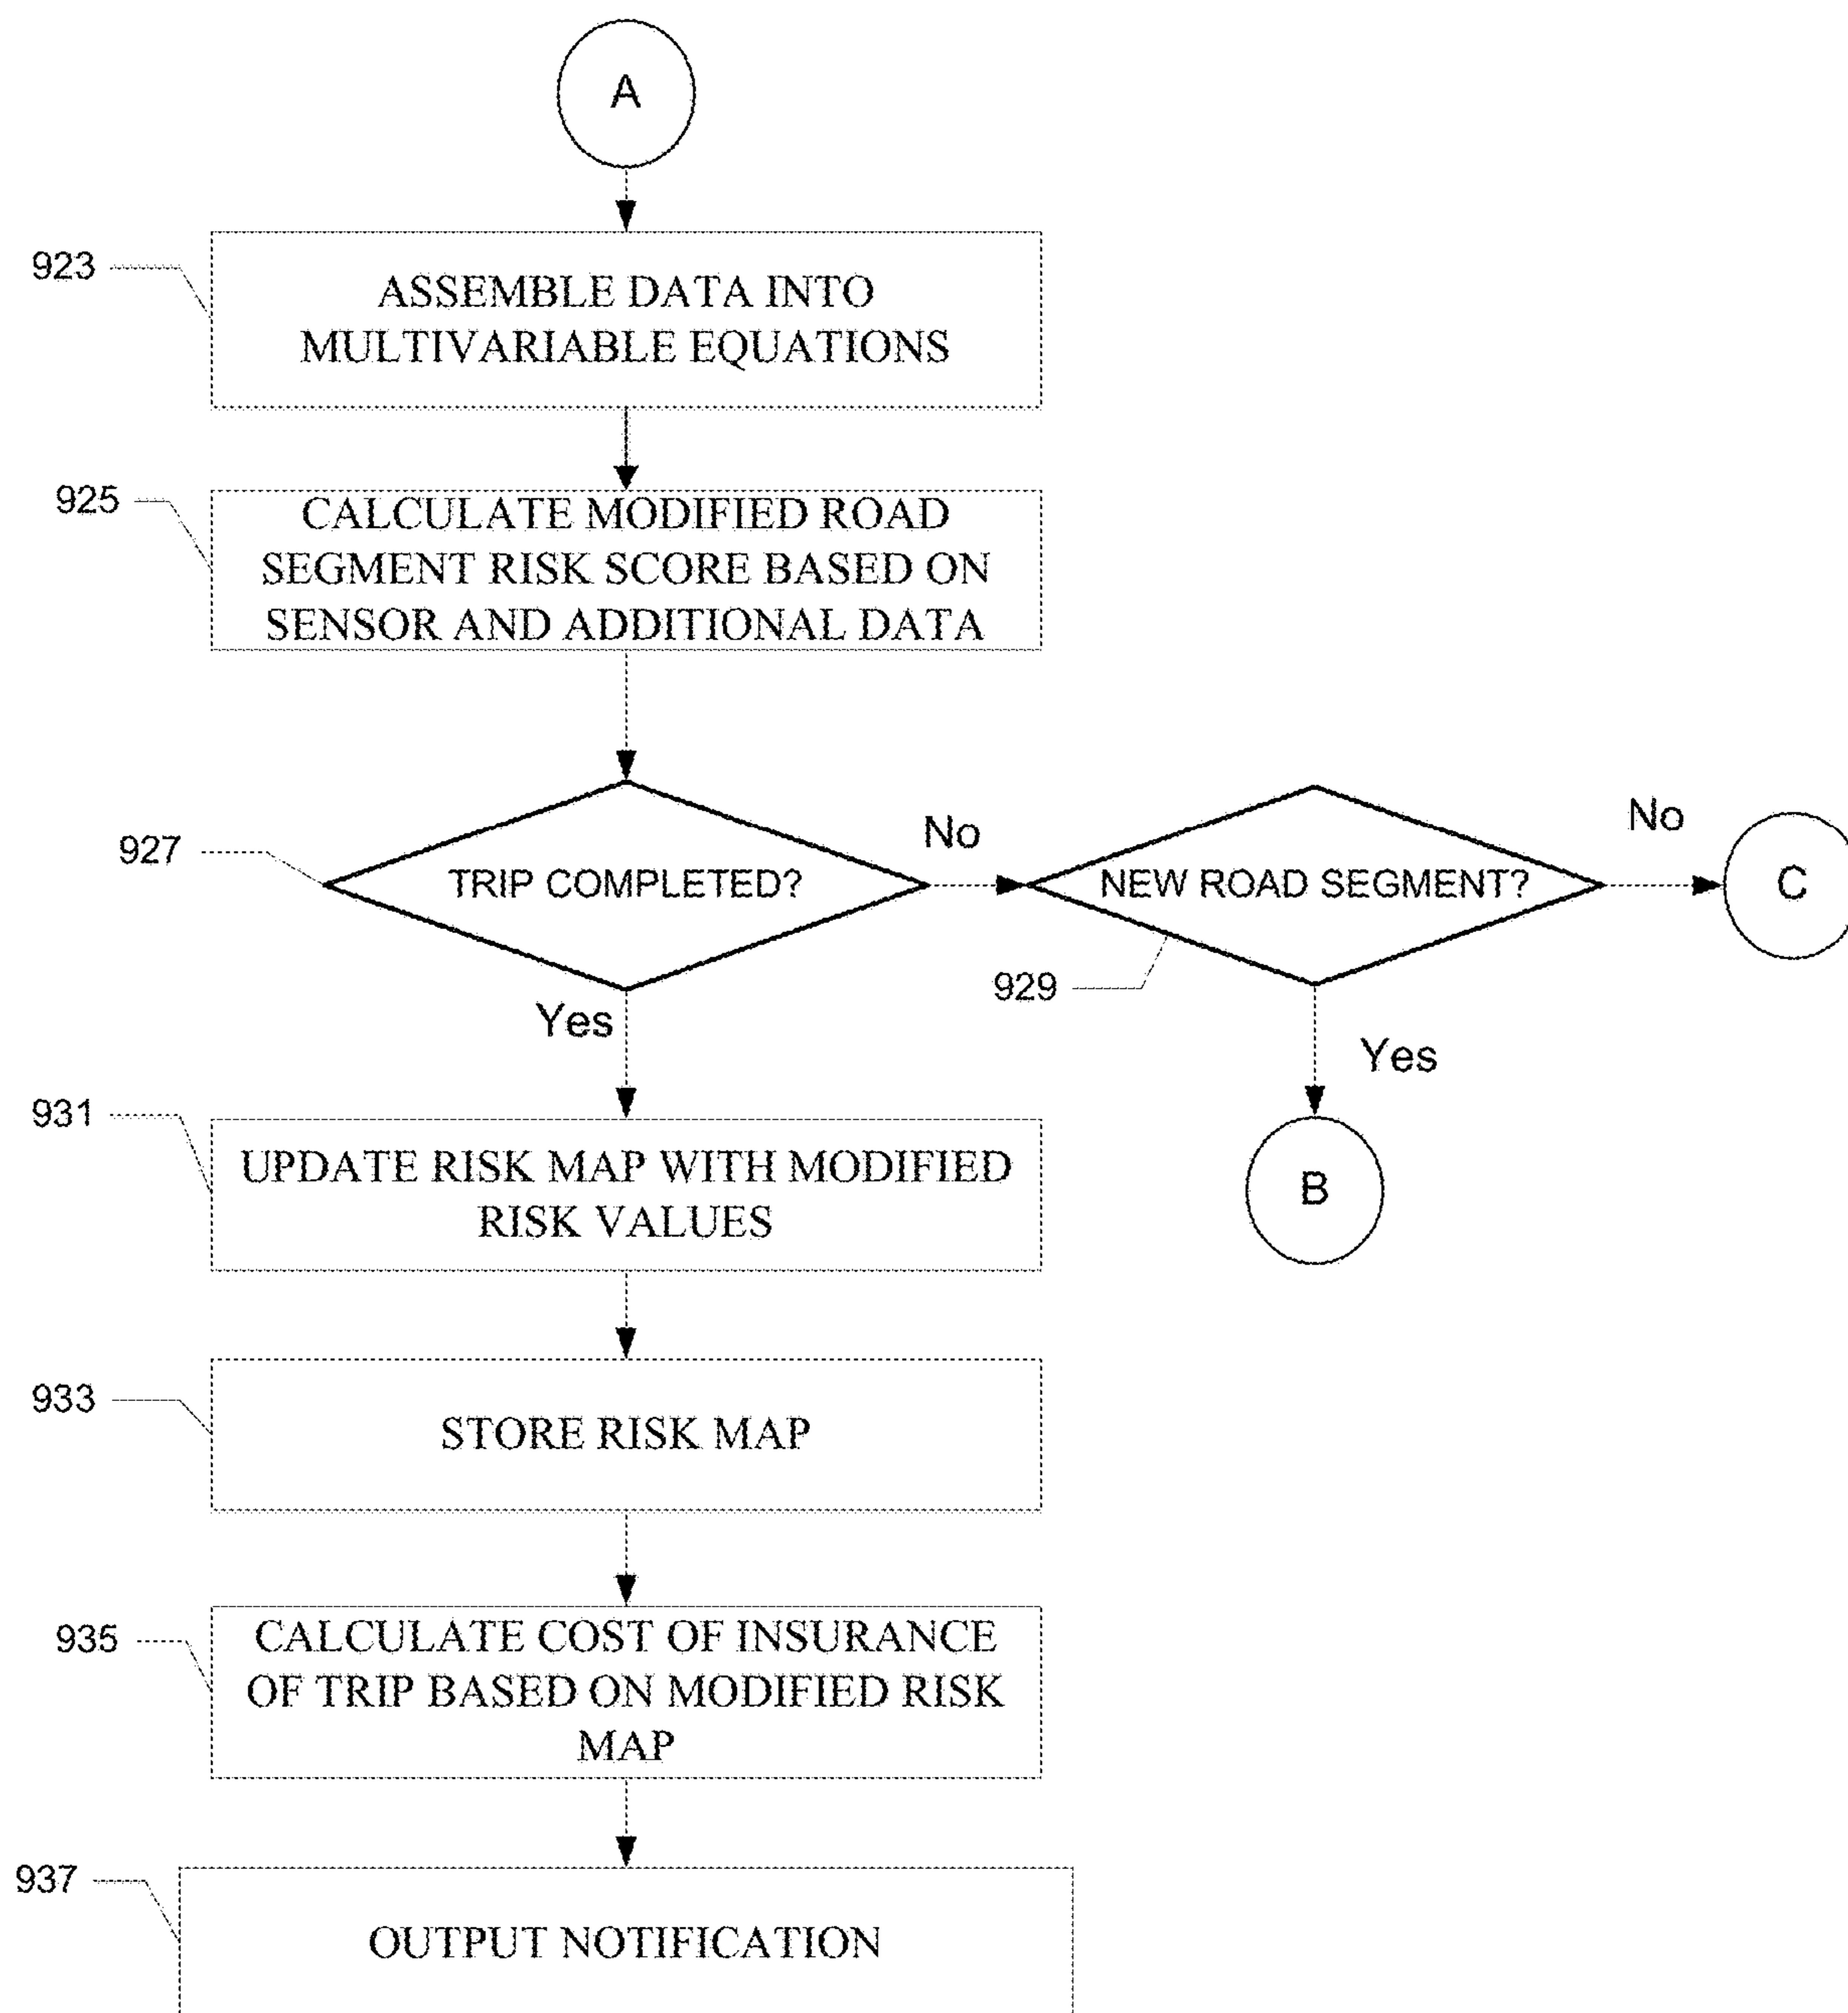 A
923
ASSEMBLE DATA INTO
MULTIVARIABLE EQUATIONS
925
CALCULATE MODIFIED ROAD
SEGMENT RISK SCORE BASED ON
SENSOR AND ADDITIONAL DATA
927
TRIP COMPLETED?
No
NEW ROAD SEGMENT?
929
No
C
Yes
Yes
B
931
UPDATE RISK MAP WITH MODIFIED
RISK VALUES
933
STORE RISK MAP
935
CALCULATE COST OF INSURANCE
OF TRIP BASED ON MODIFIED RISK
MAP
937
OUTPUT NOTIFICATION